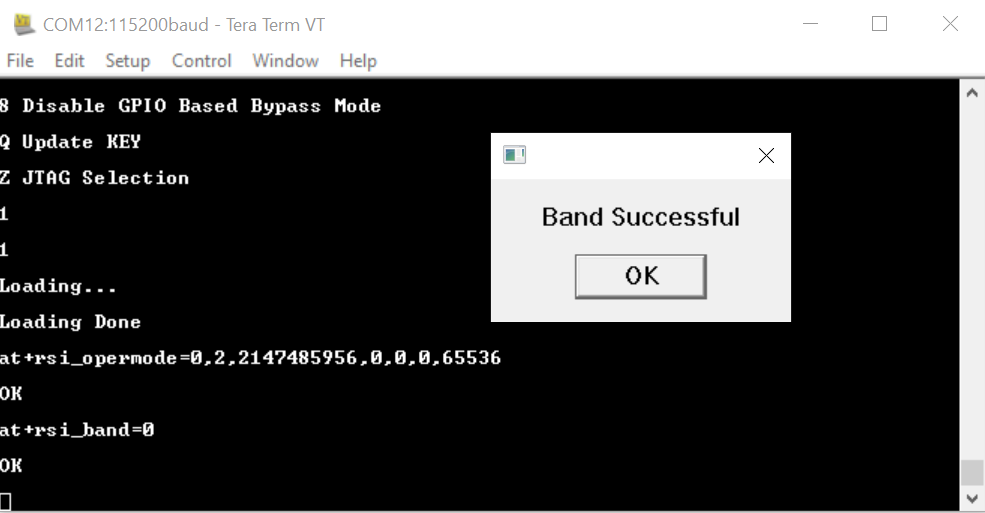 COM12:115200baud - Tera Term VT
File Edit Setup Control Window Help
8 Disable GPIO Based Bypass Mode
Q Update KEY
Z JTAG Selection
1
1
Loading...
Loading Done
at+rsi_opermode=0,2,2147485956,0,0,0,65536
OK
at+rsi_band=0
OK
Band Successful
OK